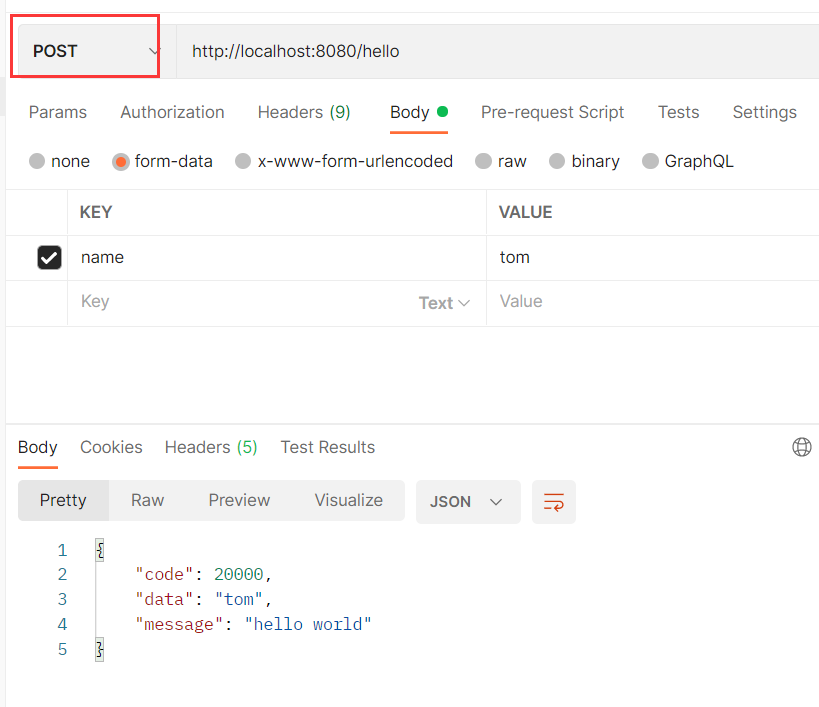 POST http://localhost:8080/hello
Params Authorization Headers (9) Body Pre-request Script Tests Settings
none form-data x-www-form-urlencoded raw binary GraphQL
KEY VALUE
name tom
Key Text Value
Body Cookies Headers (5) Test Results
Pretty Raw Preview Visualize JSON
1 {
2 "code": 20000,
3 "data": "tom",
4 "message": "hello world"
5 }